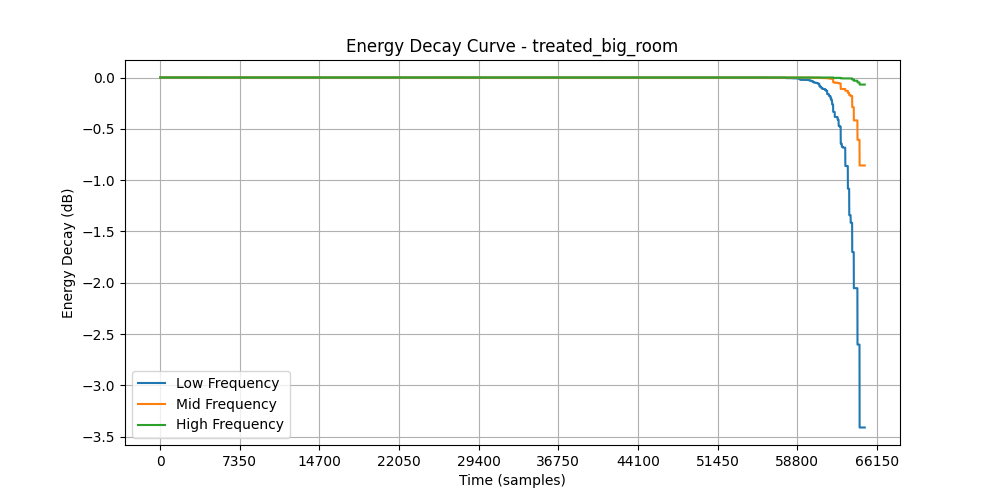 Energy Decay Curve - treated_big_room
Energy Decay (dB)
0.0
−0.5
−1.0
−1.5
−2.0
−2.5
−3.0
−3.5
Low Frequency
Mid Frequency
High Frequency
0 7350 14700 22050 29400 36750 44100 51450 58800 66150
Time (samples)